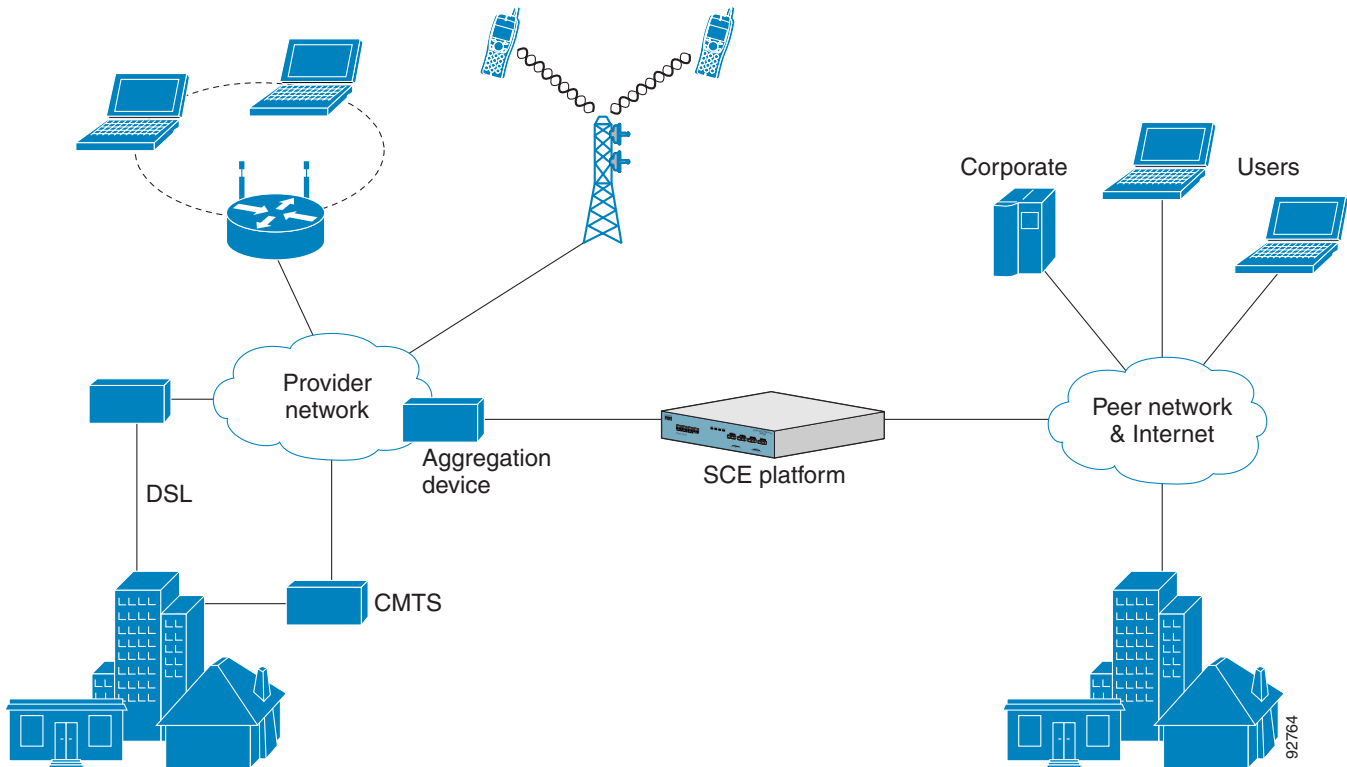 Corporate
Users
Provider
network
Aggregation
device
SCE platform
Peer network
& Internet
DSL
CMTS
92764